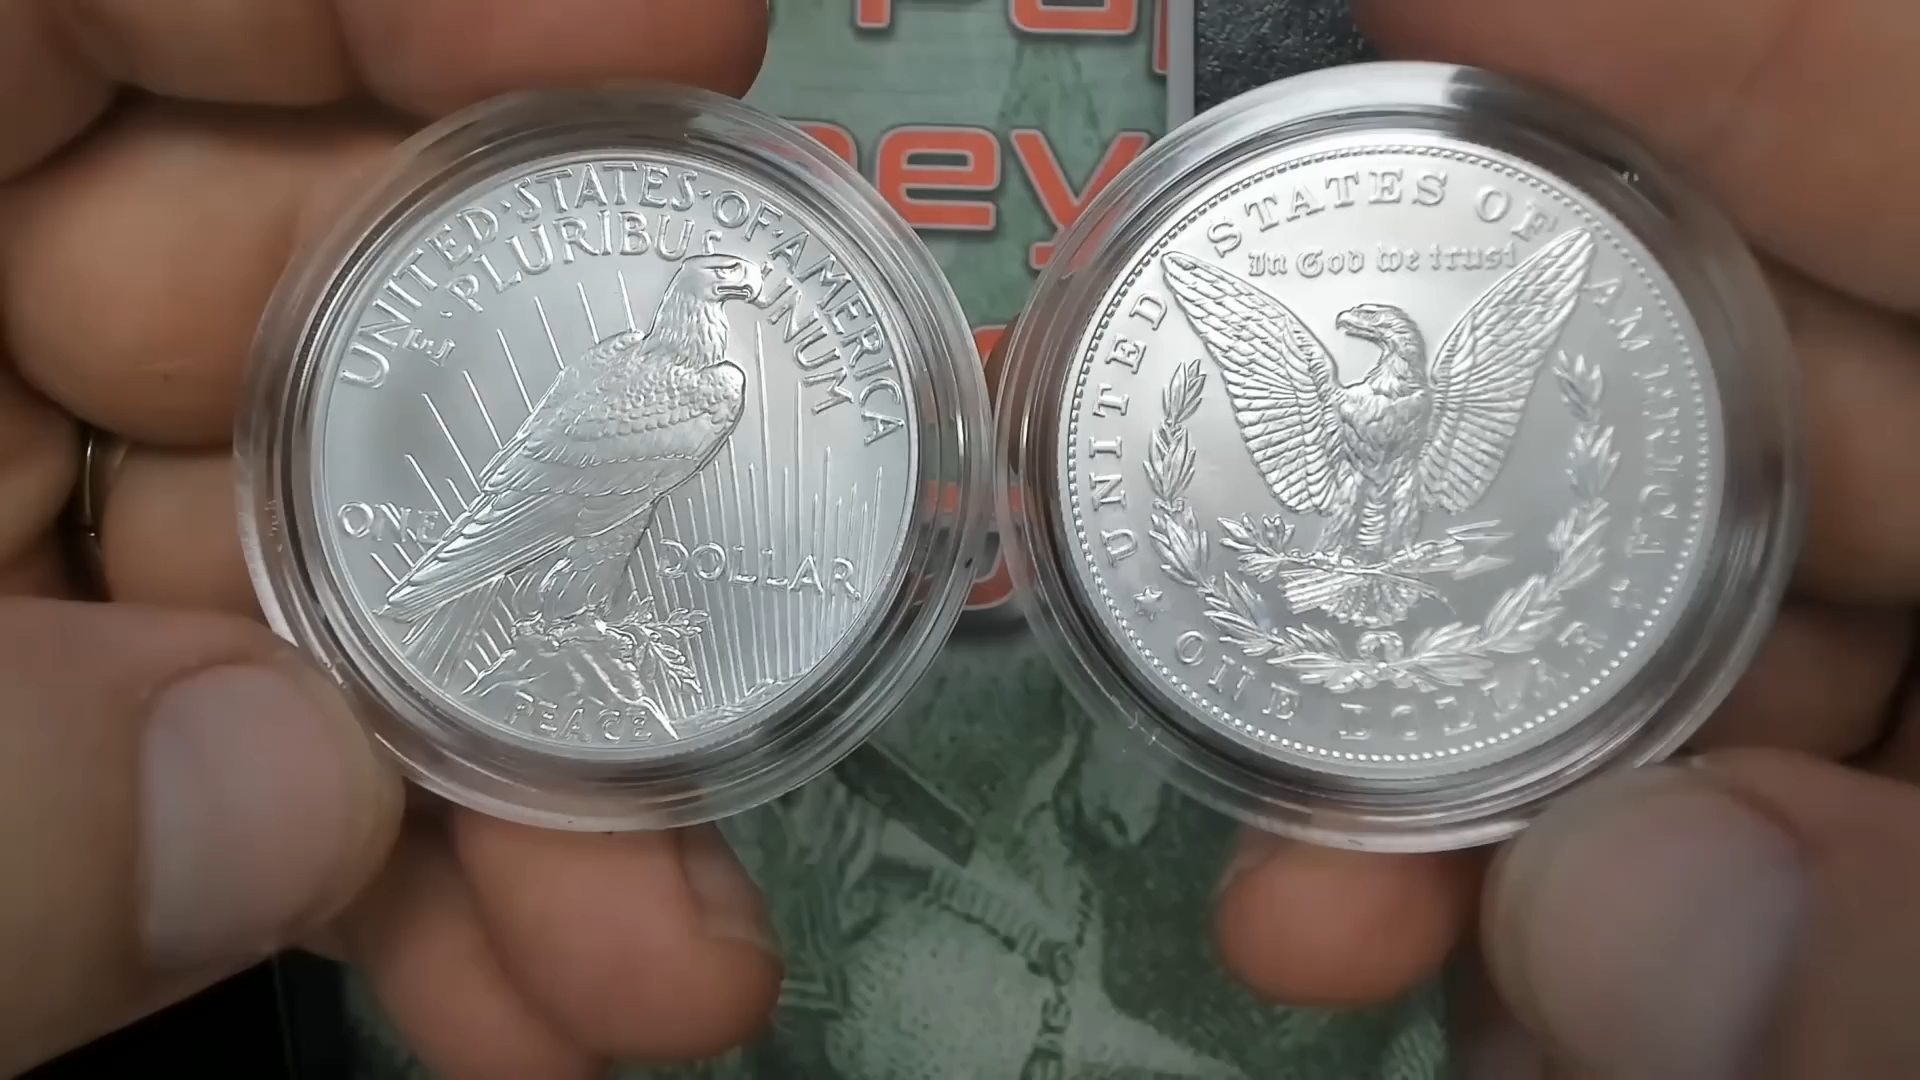 UNITED·STATES·OF·AMERICA
E·PLURIBUS UNUM
ONE DOLLAR
PEACE
UNITED STATES OF AMERICA
In God we trust
ONE DOLLAR
ey